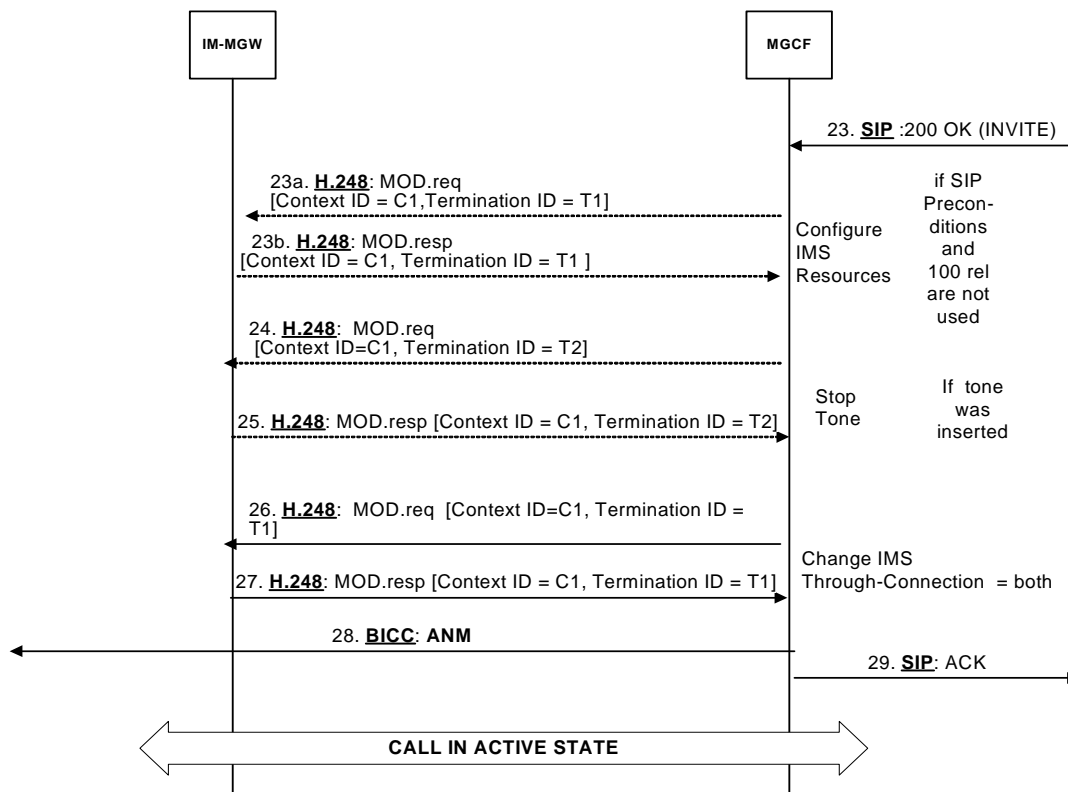 IM-MGW
MGCF
23. SIP :200 OK (INVITE)
23a. H.248: MOD.req
[Context ID = C1,Termination ID = T1]
23b. H.248: MOD.resp
[Context ID = C1, Termination ID = T1 ]
Configure
IMS
Resources
if SIP
Precon-
ditions
and
100 rel
are not
used
24. H.248: MOD.req
[Context ID=C1, Termination ID = T2]
25. H.248: MOD.resp [Context ID = C1, Termination ID = T2]
Stop
Tone
If tone
was
inserted
26. H.248: MOD.req [Context ID=C1, Termination ID =
T1]
27. H.248: MOD.resp [Context ID = C1, Termination ID = T1]
Change IMS
Through-Connection = both
28. BICC: ANM
29. SIP: ACK
CALL IN ACTIVE STATE